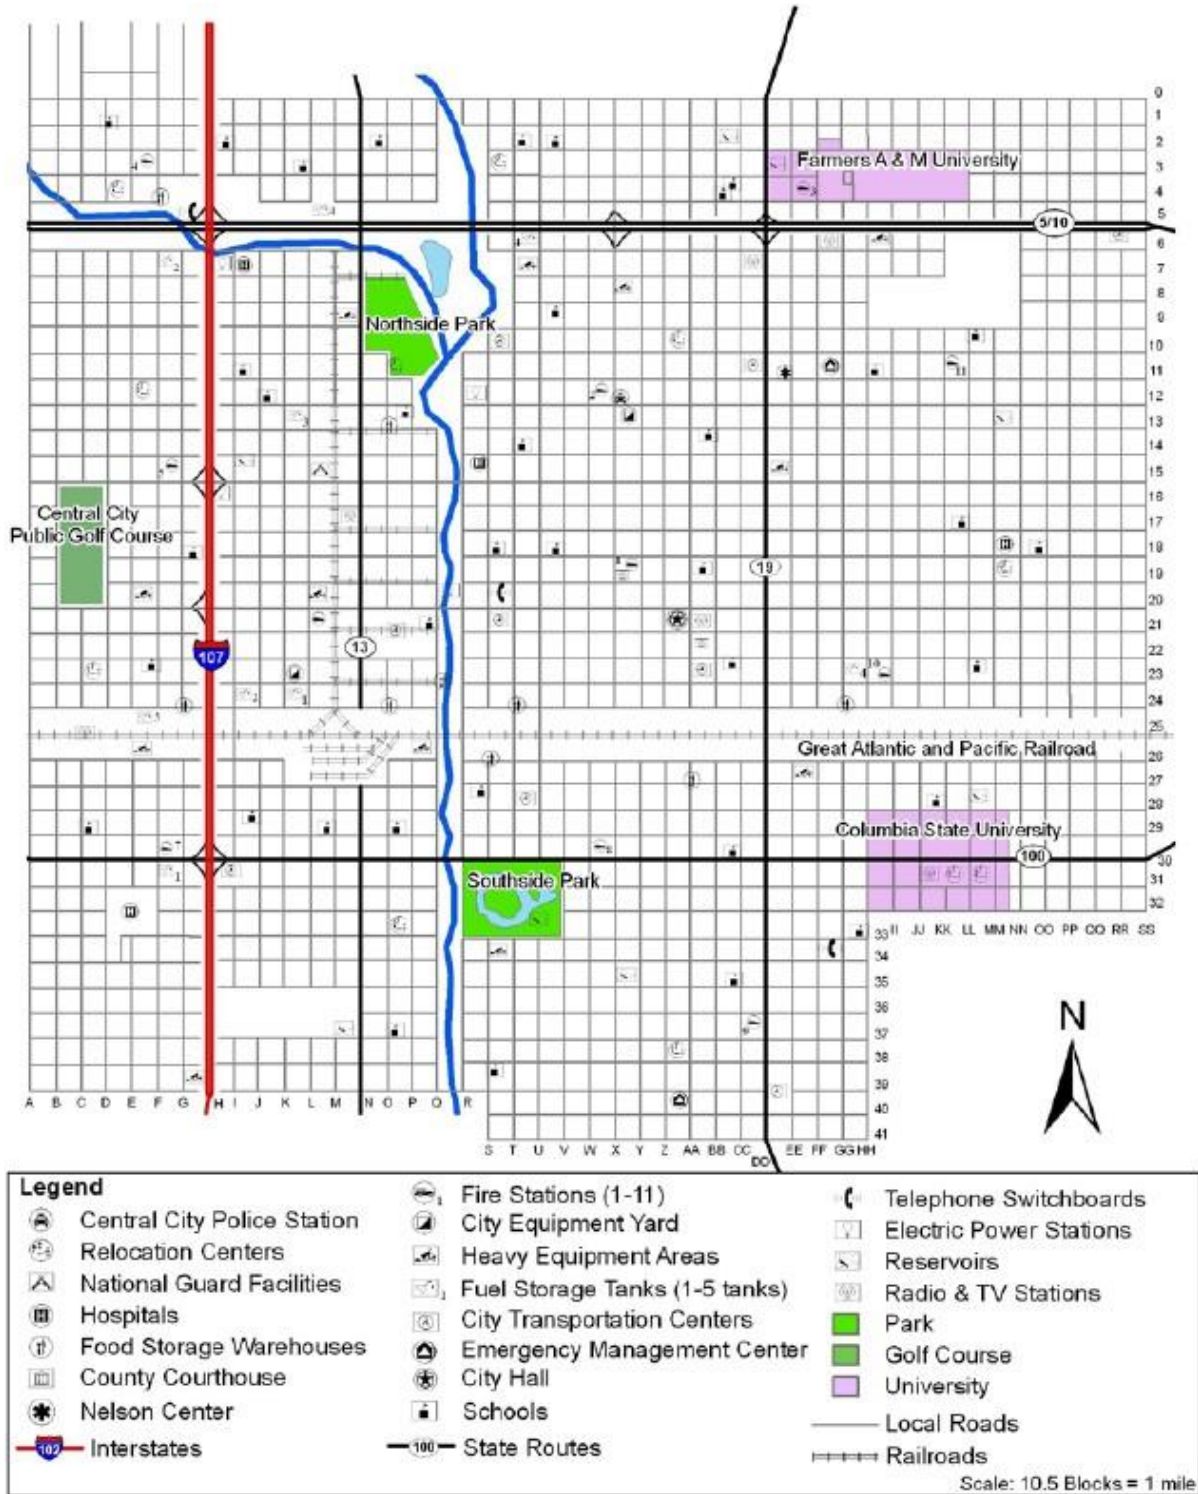 0
1
2
3
4
5
6
7
8
9
10
11
12
13
14
15
16
17
18
19
20
21
22
23
24
25
26
27
28
29
30
31
32
33
34
35
36
37
38
39
40
41
Farmers A & M University
5/10
Northside Park
Central City
Public Golf Course
19
13
107
Great Atlantic and Pacific Railroad
Columbia State University
100
Southside Park
II JJ KK LL MM NN OO PP QQ RR SS
N
A B C D E F G H I J K L M N O P Q R
S T U V W X Y Z AA BB CC DD EE FF GG HH
Legend
Central City Police Station
Relocation Centers
National Guard Facilities
Hospitals
Food Storage Warehouses
County Courthouse
Nelson Center
102 Interstates
Fire Stations (1-11)
City Equipment Yard
Heavy Equipment Areas
Fuel Storage Tanks (1-5 tanks)
City Transportation Centers
Emergency Management Center
City Hall
Schools
100 State Routes
Telephone Switchboards
Electric Power Stations
Reservoirs
Radio & TV Stations
Park
Golf Course
University
Local Roads
Railroads
Scale: 10.5 Blocks = 1 mile